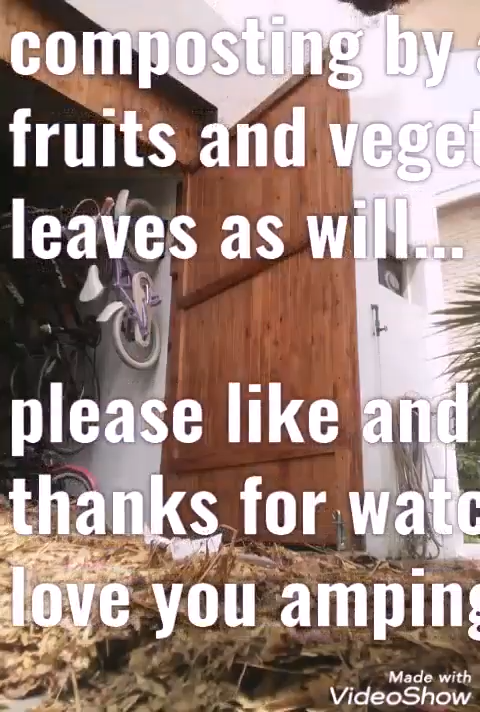 composting by a
fruits and veget
leaves as will...
please like and
thanks for watc
love you amping
Made with
VideoShow